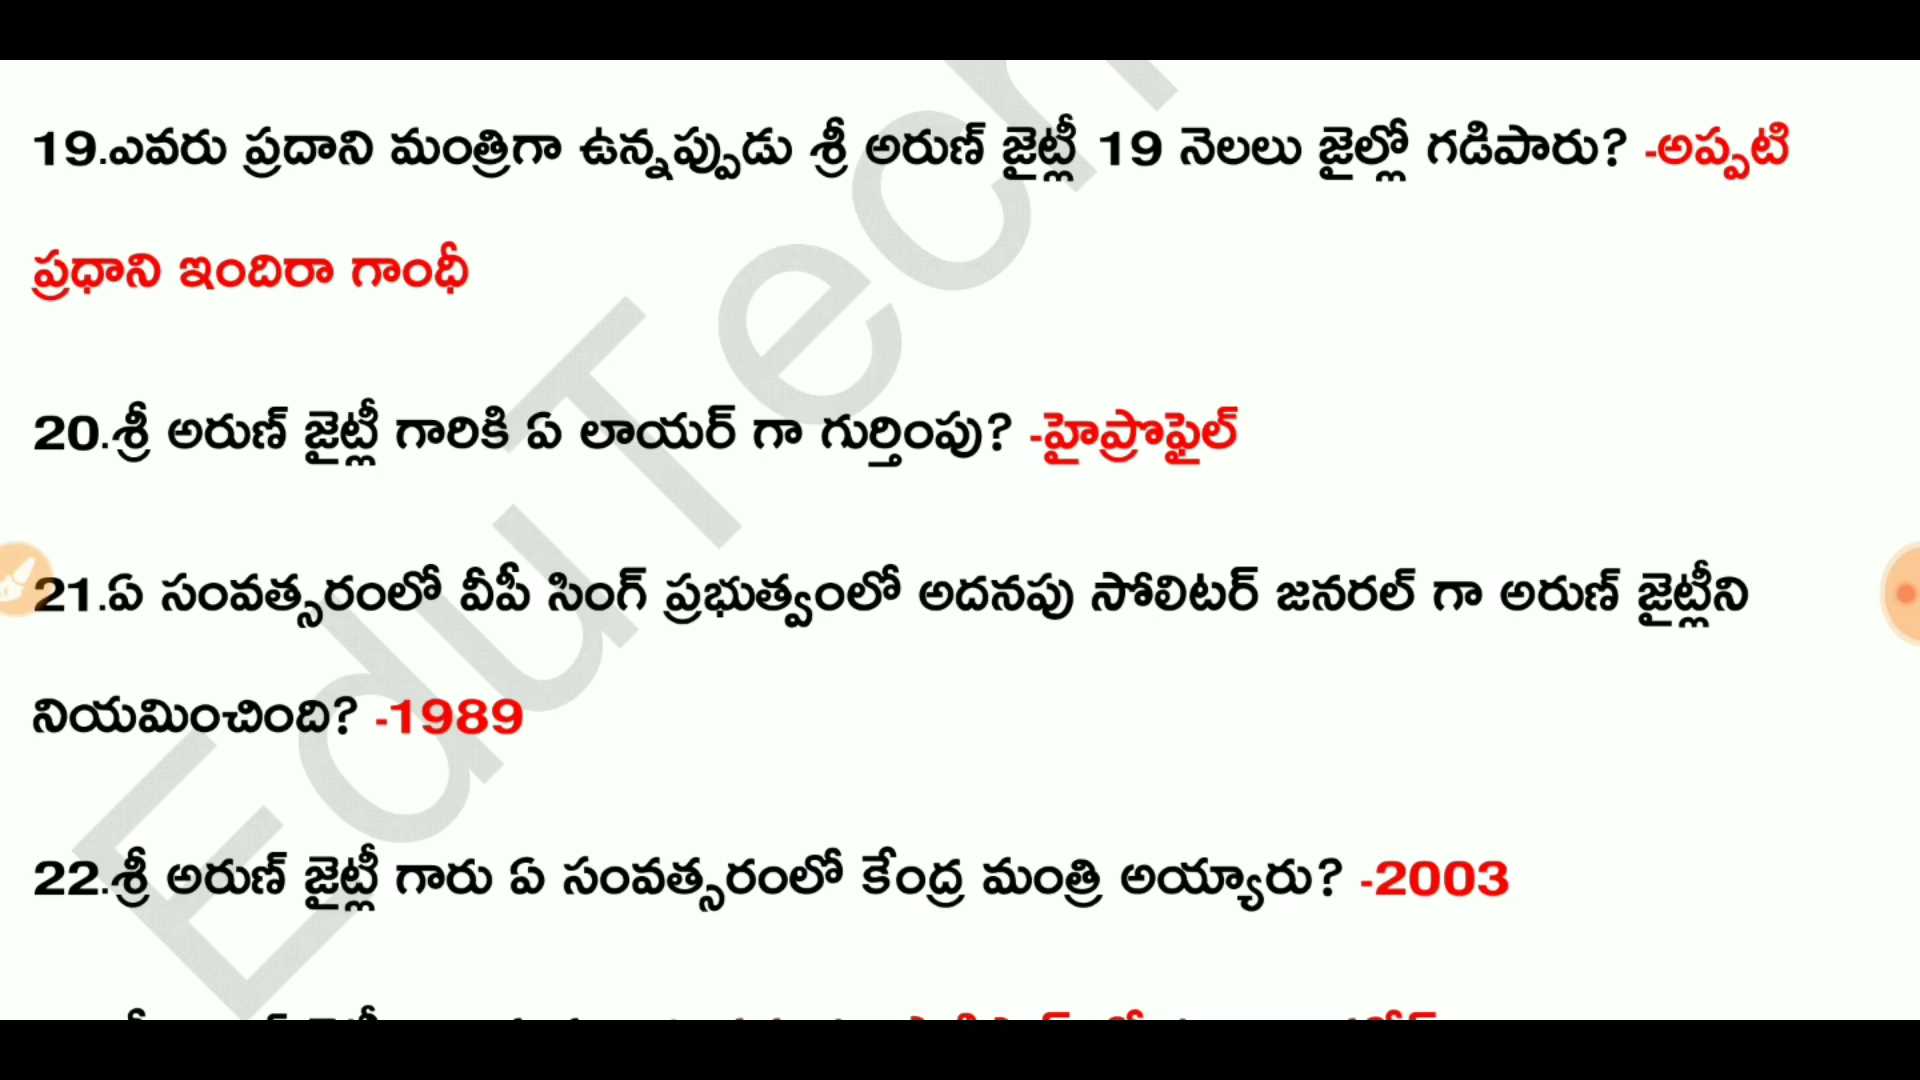 19.ఎవరు ప్రదాని మంత్రిగా ఉన్నప్పుడు శ్రీ అరుణ్ జైట్లీ 19 నెలలు జైల్లో గడిపారు? -అప్పటి
ప్రధాని ఇందిరా గాంధీ
20.శ్రీ అరుణ్ జైట్లీ గారికి ఏ లాయర్ గా గుర్తింపు? -హైప్రొఫైల్
21.ఏ సంవత్సరంలో వీపీ సింగ్ ప్రభుత్వంలో అదనపు సోలిటర్ జనరల్ గా అరుణ్ జైట్లీని
నియమించింది? -1989
22.శ్రీ అరుణ్ జైట్లీ గారు ఏ సంవత్సరంలో కేంద్ర మంత్రి అయ్యారు? -2003
EduTech